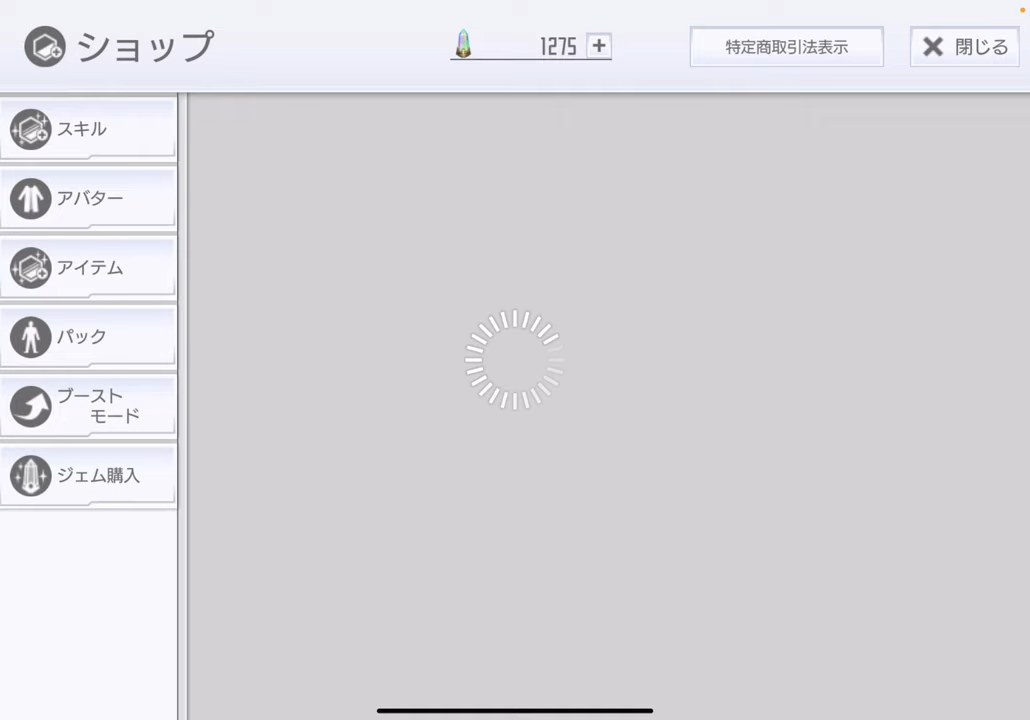 ショップ
1275
特定商取引法表示
閉じる
スキル
アバター
アイテム
パック
ブースト
モード
ジェム購入